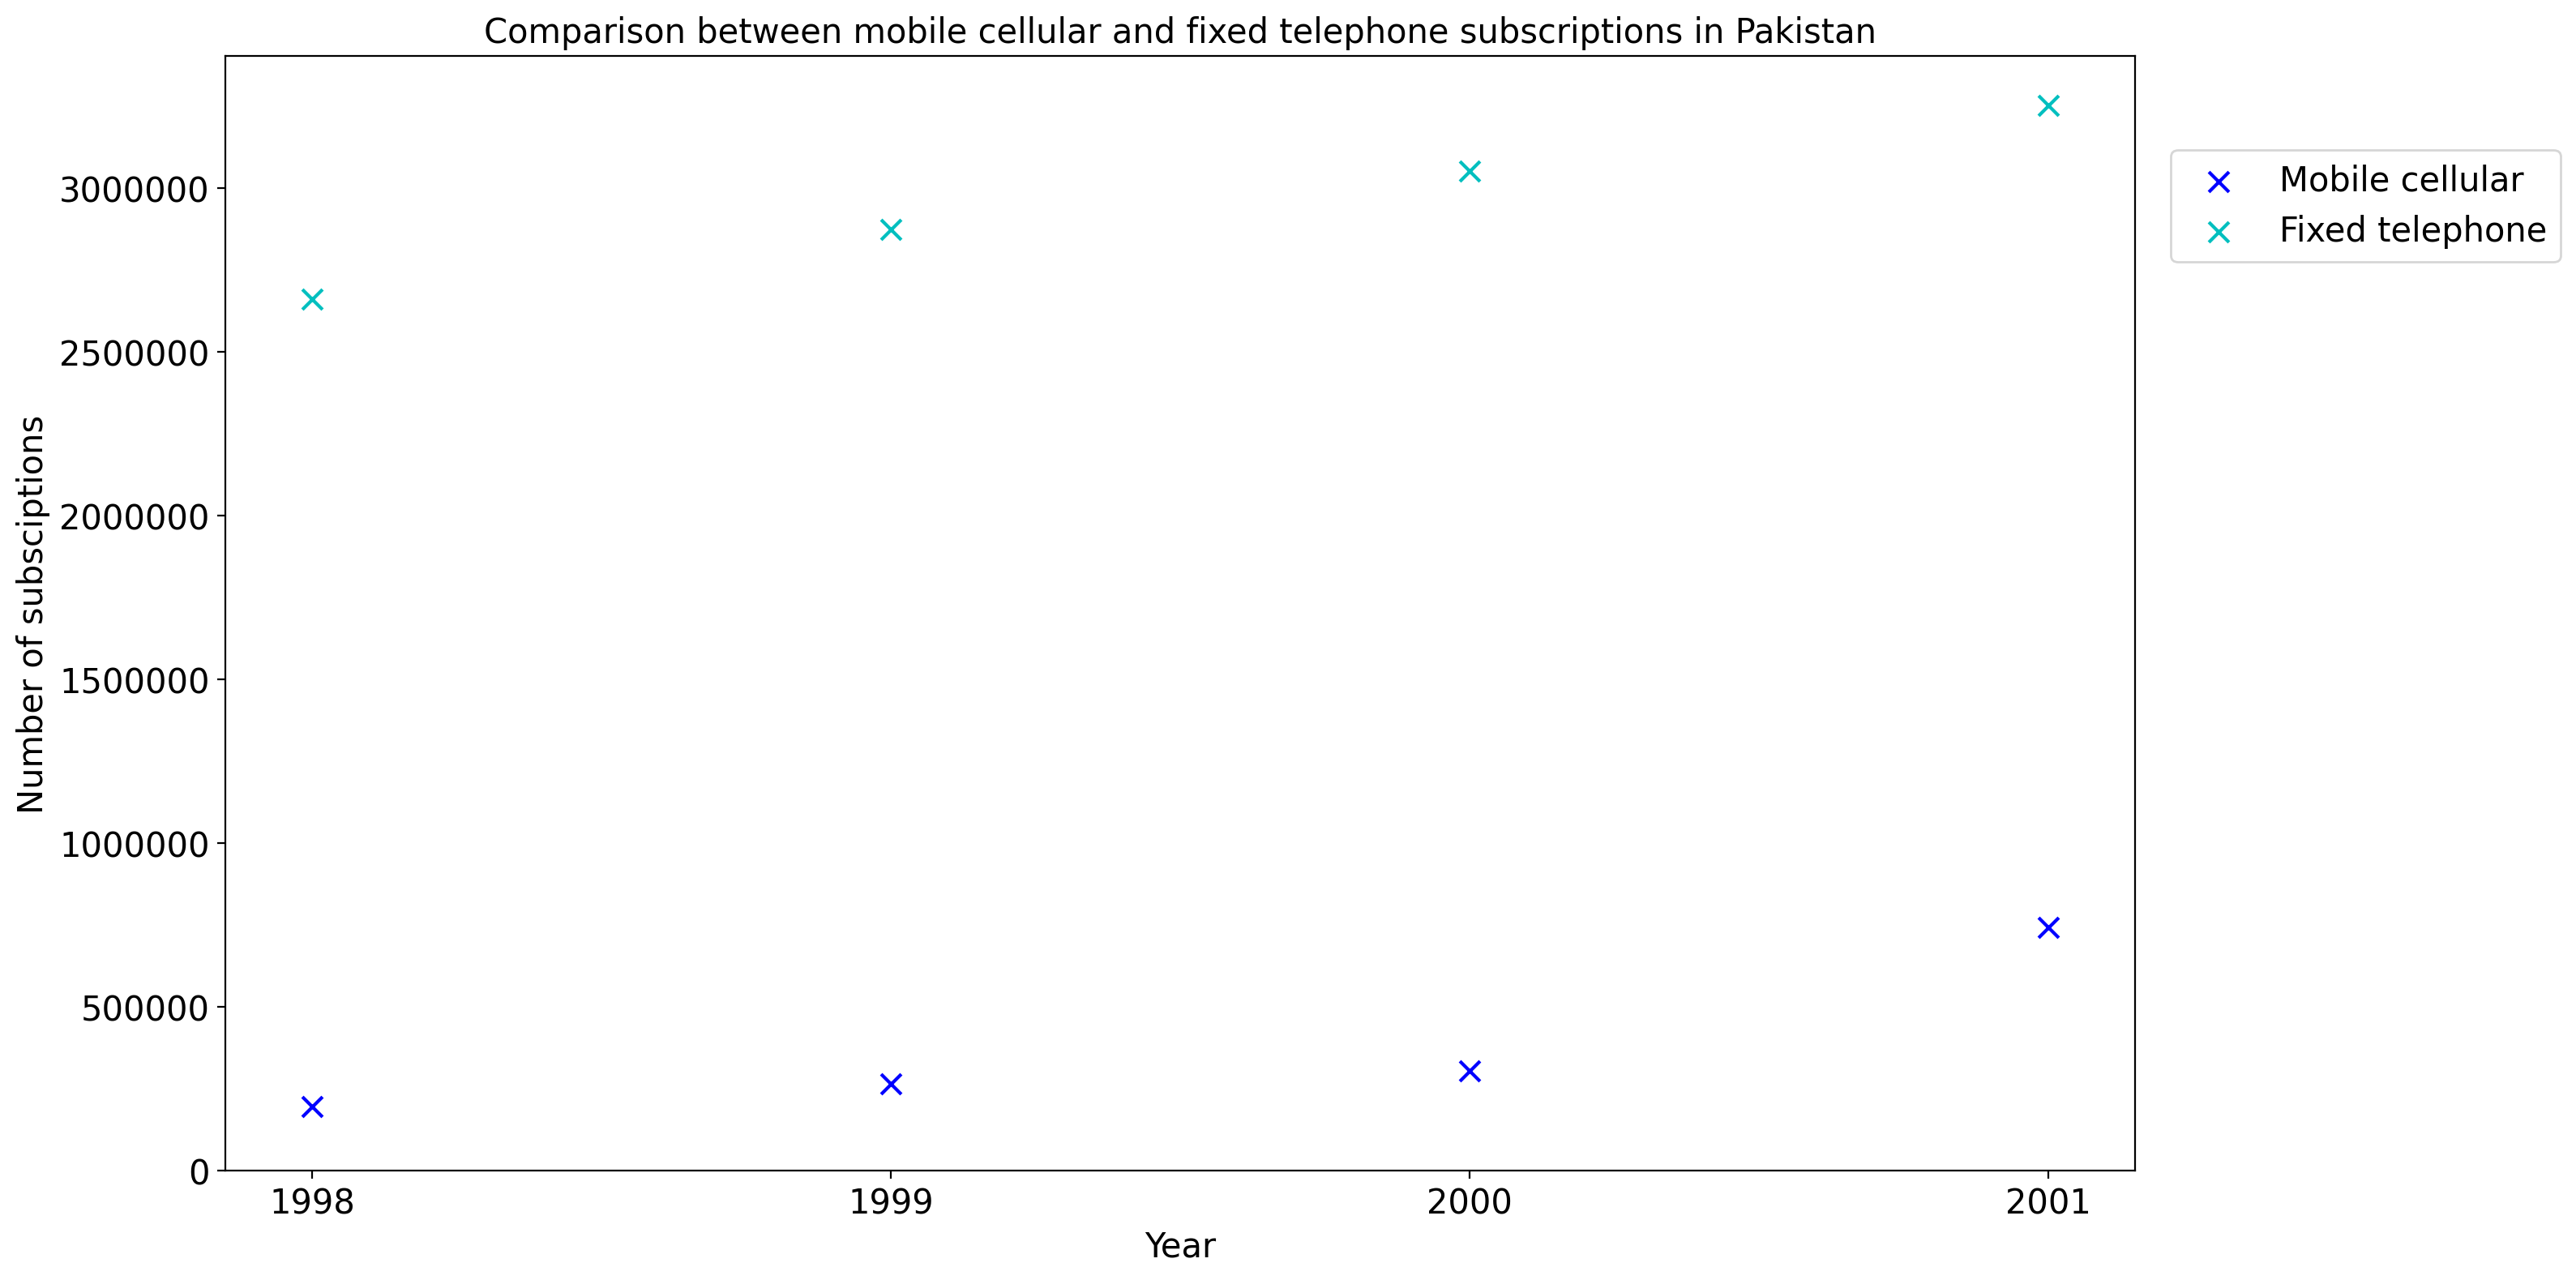 Comparison between mobile cellular and fixed telephone subscriptions in Pakistan
3000000
2500000
2000000
1500000
1000000
500000
0
Number of subsciptions
1998 1999 2000 2001
Year
Mobile cellular
Fixed telephone